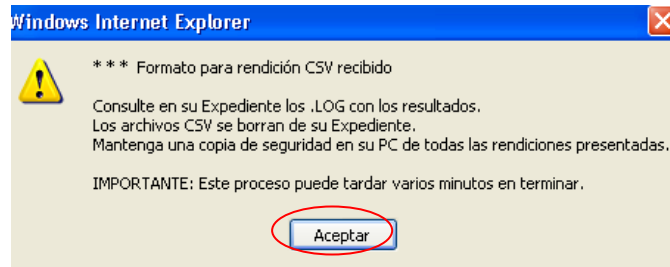 Windows Internet Explorer
* * * Formato para rendición CSV recibido
Consulte en su Expediente los .LOG con los resultados.
Los archivos CSV se borran de su Expediente.
Mantenga una copia de seguridad en su PC de todas las rendiciones presentadas.
IMPORTANTE: Este proceso puede tardar varios minutos en terminar.
Aceptar